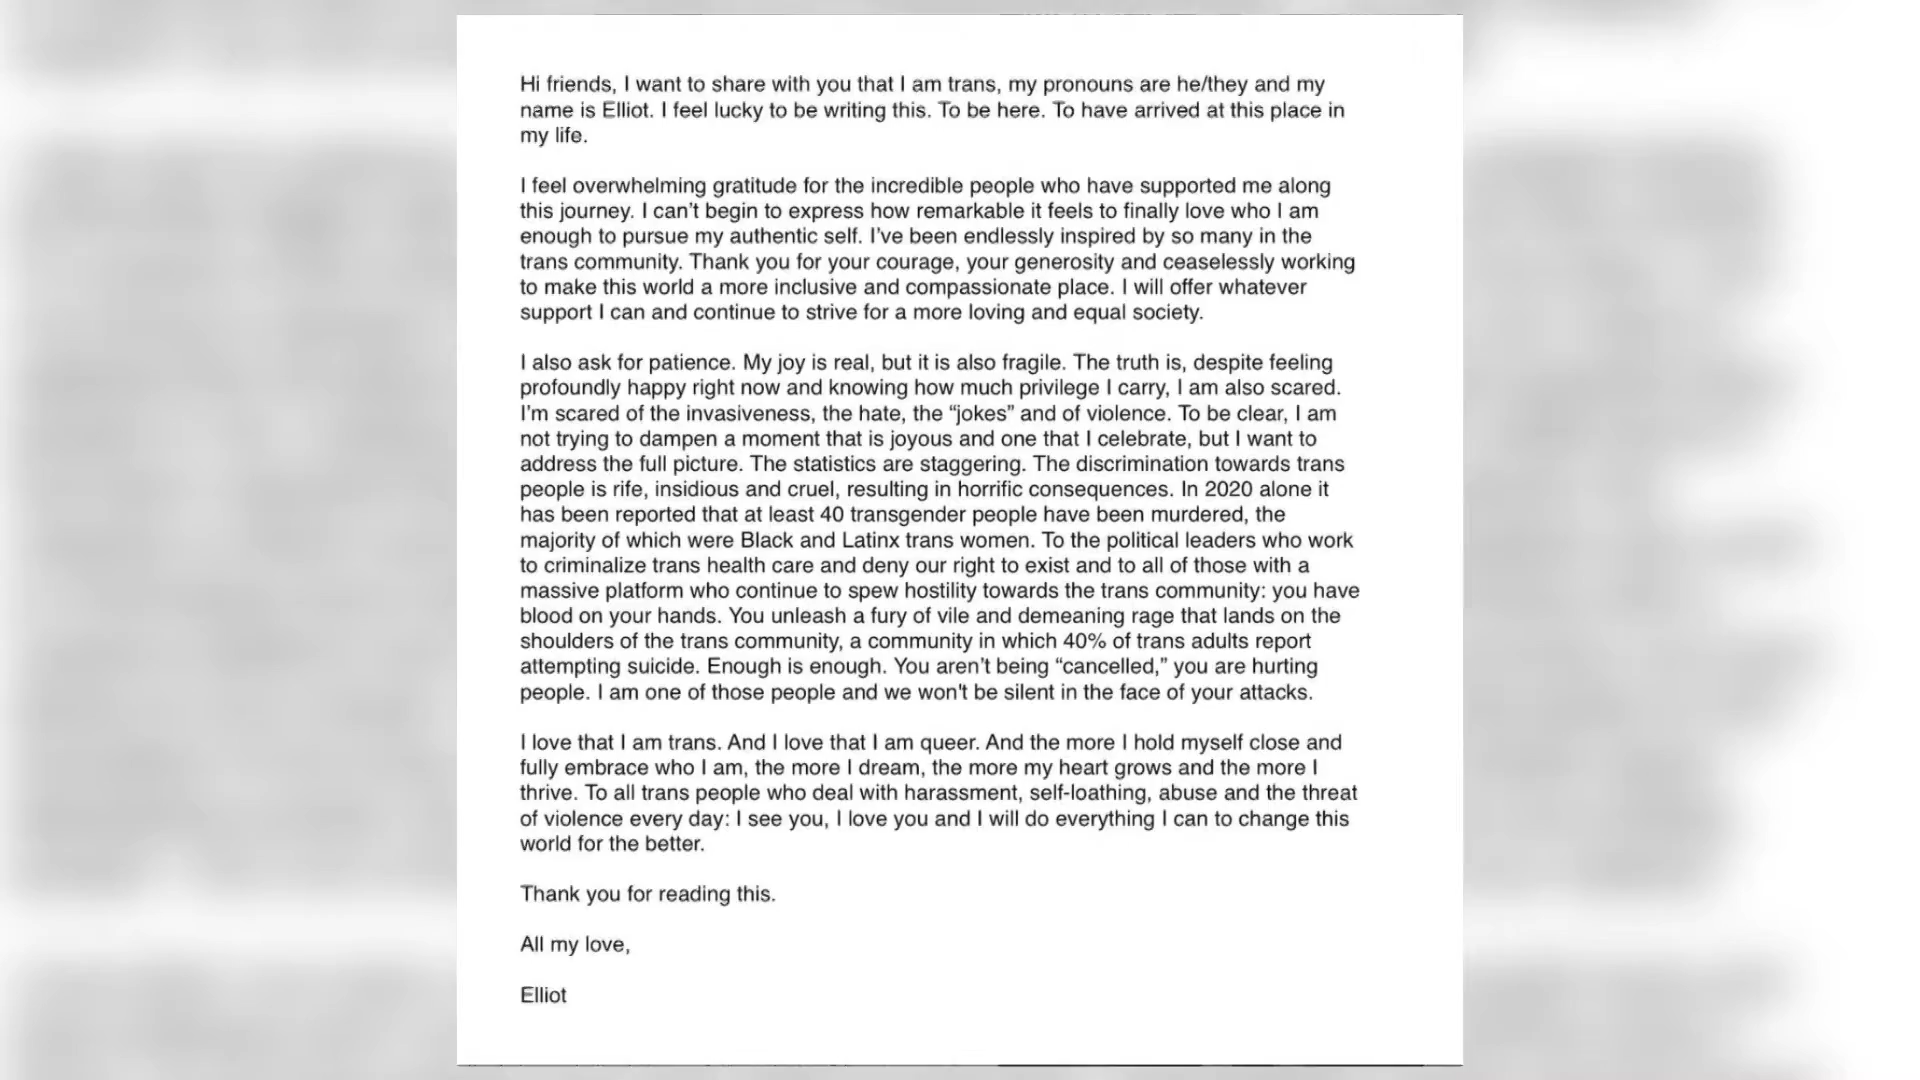 Hi friends, I want to share with you that I am trans, my pronouns are he/they and my
name is Elliot. I feel lucky to be writing this. To be here. To have arrived at this place in
my life.
I feel overwhelming gratitude for the incredible people who have supported me along
this journey. I can’t begin to express how remarkable it feels to finally love who I am
enough to pursue my authentic self. I’ve been endlessly inspired by so many in the
trans community. Thank you for your courage, your generosity and ceaselessly working
to make this world a more inclusive and compassionate place. I will offer whatever
support I can and continue to strive for a more loving and equal society.
I also ask for patience. My joy is real, but it is also fragile. The truth is, despite feeling
profoundly happy right now and knowing how much privilege I carry, I am also scared.
I’m scared of the invasiveness, the hate, the “jokes” and of violence. To be clear, I am
not trying to dampen a moment that is joyous and one that I celebrate, but I want to
address the full picture. The statistics are staggering. The discrimination towards trans
people is rife, insidious and cruel, resulting in horrific consequences. In 2020 alone it
has been reported that at least 40 transgender people have been murdered, the
majority of which were Black and Latinx trans women. To the political leaders who work
to criminalize trans health care and deny our right to exist and to all of those with a
massive platform who continue to spew hostility towards the trans community: you have
blood on your hands. You unleash a fury of vile and demeaning rage that lands on the
shoulders of the trans community, a community in which 40% of trans adults report
attempting suicide. Enough is enough. You aren’t being “cancelled,” you are hurting
people. I am one of those people and we won't be silent in the face of your attacks.
I love that I am trans. And I love that I am queer. And the more I hold myself close and
fully embrace who I am, the more I dream, the more my heart grows and the more I
thrive. To all trans people who deal with harassment, self-loathing, abuse and the threat
of violence every day: I see you, I love you and I will do everything I can to change this
world for the better.
Thank you for reading this.
All my love,
Elliot